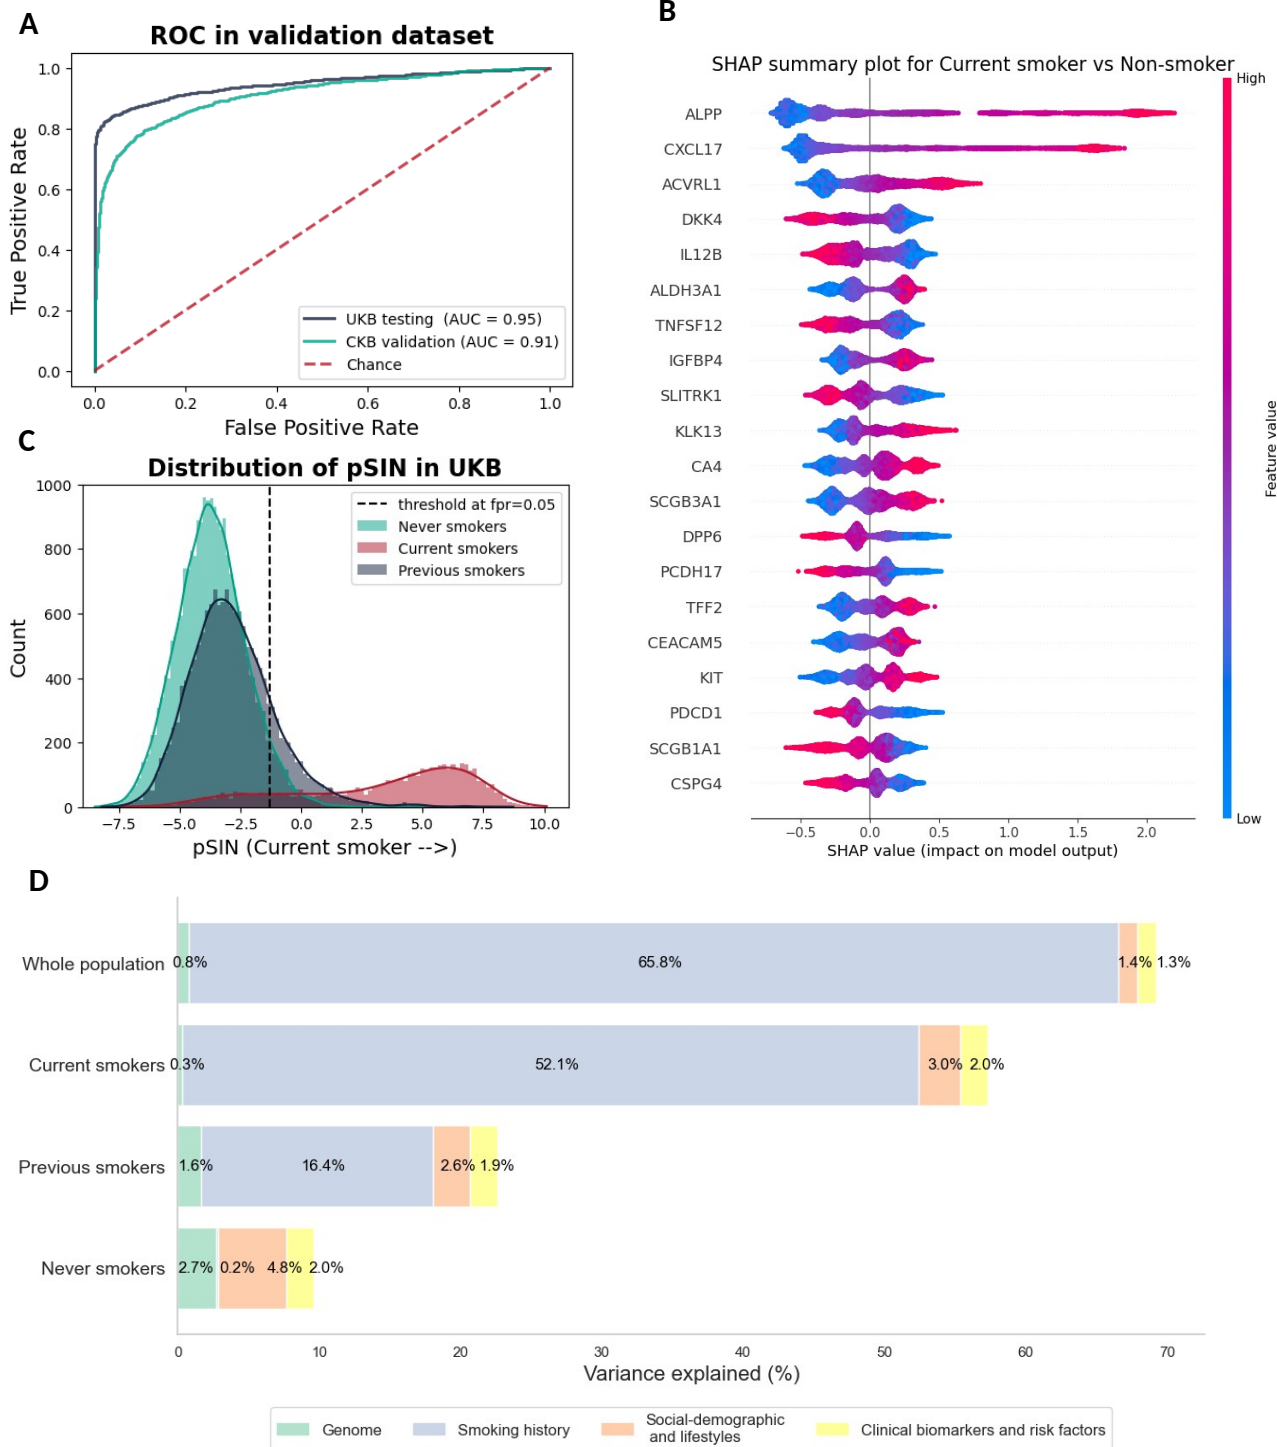 A
ROC in validation dataset
True Positive Rate
1.0
0.8
0.6
0.4
0.2
0.0
UKB testing (AUC = 0.95)
CKB validation (AUC = 0.91)
Chance
0.0 0.2 0.4 0.6 0.8 1.0
False Positive Rate
B
SHAP summary plot for Current smoker vs Non-smoker
High
ALPP
CXCL17
ACVRL1
DKK4
IL12B
ALDH3A1
TNFSF12
IGFBP4
SLITRK1
KLK13
CA4
SCGB3A1
DPP6
PCDH17
TFF2
CEACAM5
KIT
PDCD1
SCGB1A1
CSPG4
Feature value
Low
−0.5 0.0 0.5 1.0 1.5 2.0
SHAP value (impact on model output)
C
Distribution of pSIN in UKB
Count
1000
800
600
400
200
0
threshold at fpr=0.05
Never smokers
Current smokers
Previous smokers
−7.5 −5.0 −2.5 0.0 2.5 5.0 7.5 10.0
pSIN (Current smoker -->)
D
Whole population 0.8% 65.8% 1.4% 1.3%
Current smokers 0.3% 52.1% 3.0% 2.0%
Previous smokers 1.6% 16.4% 2.6% 1.9%
Never smokers 2.7% 0.2% 4.8% 2.0%
0 10 20 30 40 50 60 70
Variance explained (%)
Genome
Smoking history
Social-demographic
and lifestyles
Clinical biomarkers and risk factors